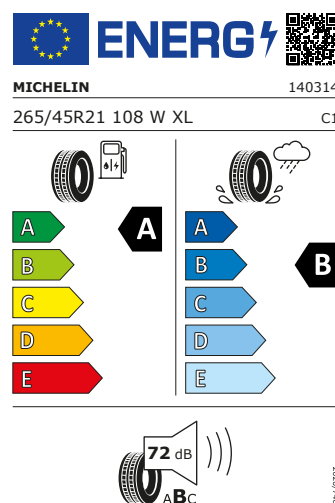 ENERG
MICHELIN 140314
265/45R21 108 W XL C1
A A
B
C
D
E
A
B B
C
D
E
72 dB
ABC